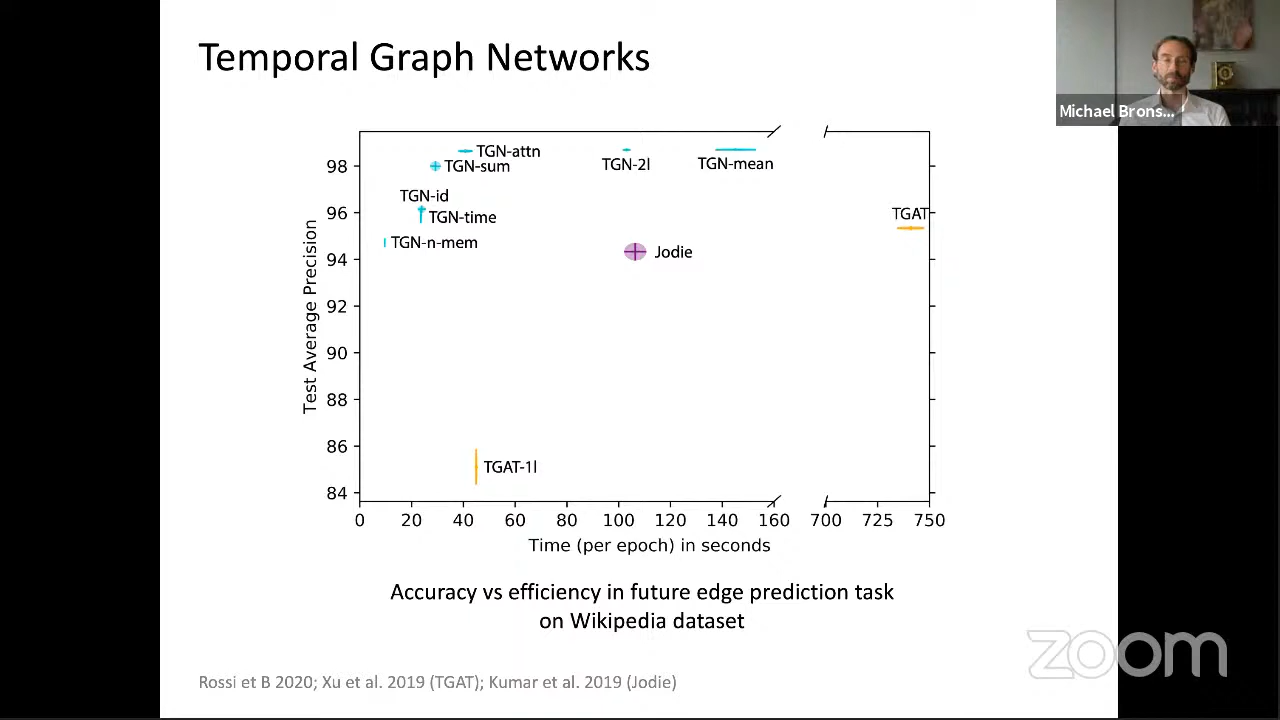 Temporal Graph Networks
Michael Brons...
98
96
94
92
90
88
86
84
Test Average Precision
TGN-attn
TGN-sum
TGN-2l
TGN-mean
TGN-id
TGN-time
TGN-n-mem
TGAT
Jodie
TGAT-1l
0 20 40 60 80 100 120 140 160 700 725 750
Time (per epoch) in seconds
Accuracy vs efficiency in future edge prediction task
on Wikipedia dataset
zoom
Rossi et B 2020; Xu et al. 2019 (TGAT); Kumar et al. 2019 (Jodie)